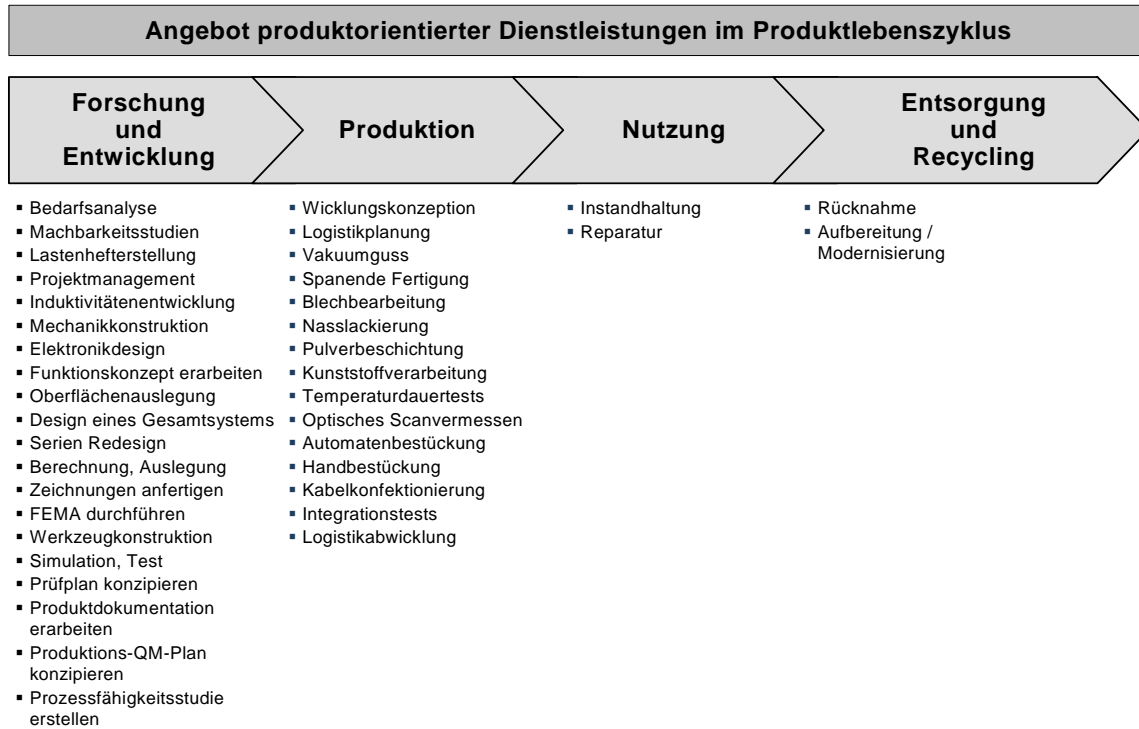 Angebot produktorientierter Dienstleistungen im Produktlebenszyklus
Forschung
und
Entwicklung
Produktion
Nutzung
Entsorgung
und
Recycling
▪ Bedarfsanalyse
▪ Machbarkeitsstudien
▪ Lastenhefterstellung
▪ Projektmanagement
▪ Induktivitätenentwicklung
▪ Mechanikkonstruktion
▪ Elektronikdesign
▪ Funktionskonzept erarbeiten
▪ Oberflächenauslegung
▪ Design eines Gesamtsystems
▪ Serien Redesign
▪ Berechnung, Auslegung
▪ Zeichnungen anfertigen
▪ FEMA durchführen
▪ Werkzeugkonstruktion
▪ Simulation, Test
▪ Prüfplan konzipieren
▪ Produktdokumentation
erarbeiten
▪ Produktions-QM-Plan
konzipieren
▪ Prozessfähigkeitsstudie
erstellen
▪ Wicklungskonzeption
▪ Logistikplanung
▪ Vakuumguss
▪ Spanende Fertigung
▪ Blechbearbeitung
▪ Nasslackierung
▪ Pulverbeschichtung
▪ Kunststoffverarbeitung
▪ Temperaturdauertests
▪ Optisches Scanvermessen
▪ Automatenbestückung
▪ Handbestückung
▪ Kabelkonfektionierung
▪ Integrationstests
▪ Logistikabwicklung
▪ Instandhaltung
▪ Reparatur
▪ Rücknahme
▪ Aufbereitung /
Modernisierung